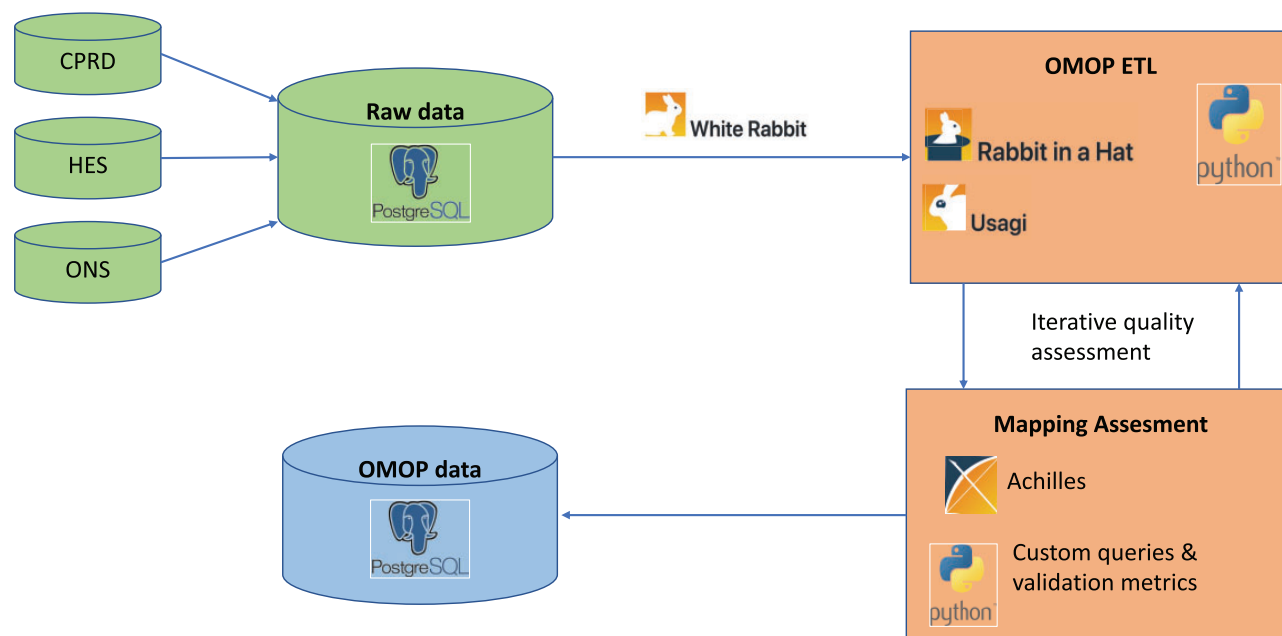 CPRD
HES
ONS
Raw data
PostgreSQL
White Rabbit
OMOP ETL
Rabbit in a Hat
Usagi
python
Iterative quality
assessment
Mapping Assesment
Achilles
Custom queries &
validation metrics
python
OMOP data
PostgreSQL